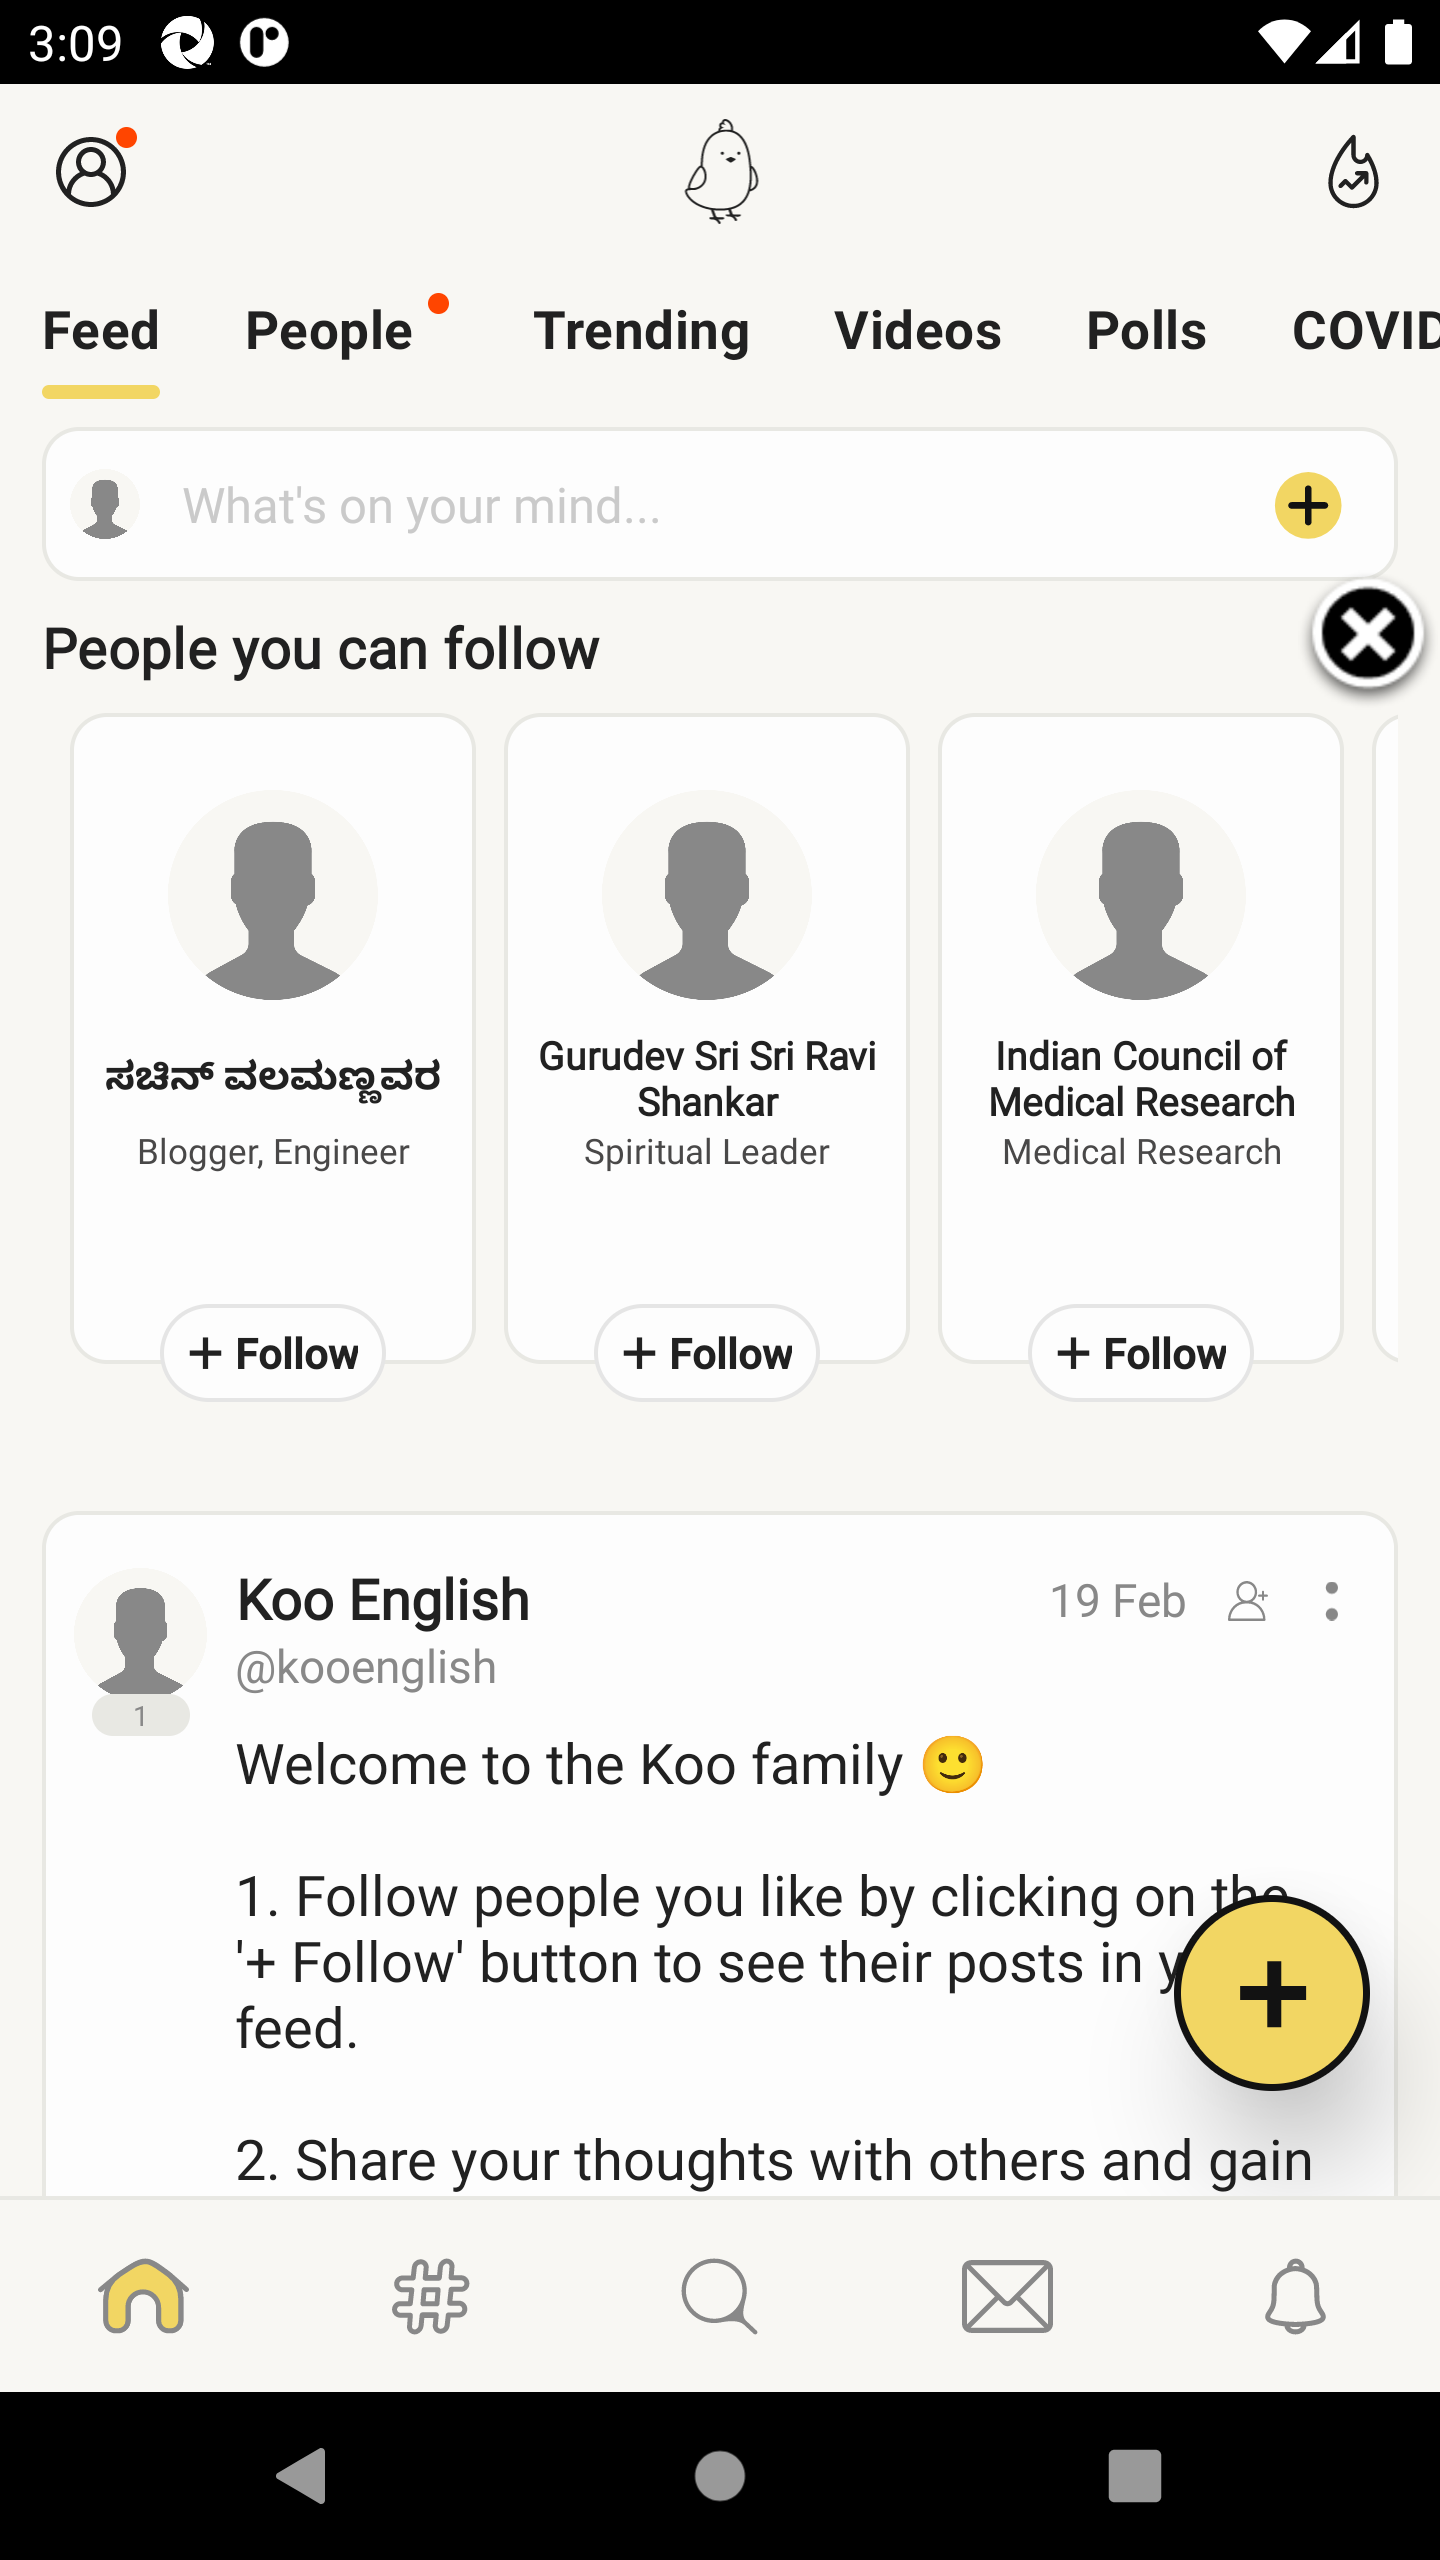 3:09
Feed People Trending Videos Polls COVID
What's on your mind...
People you can follow
ಸಚಿನ್ ವಲಮಣ್ಣವರ
Blogger, Engineer
+ Follow
Gurudev Sri Sri Ravi
Shankar
Spiritual Leader
+ Follow
Indian Council of
Medical Research
Medical Research
+ Follow
Koo English
19 Feb
@kooenglish
1
Welcome to the Koo family 🙂
1. Follow people you like by clicking on the
'+ Follow' button to see their posts in
feed.
2. Share your thoughts with others and gain